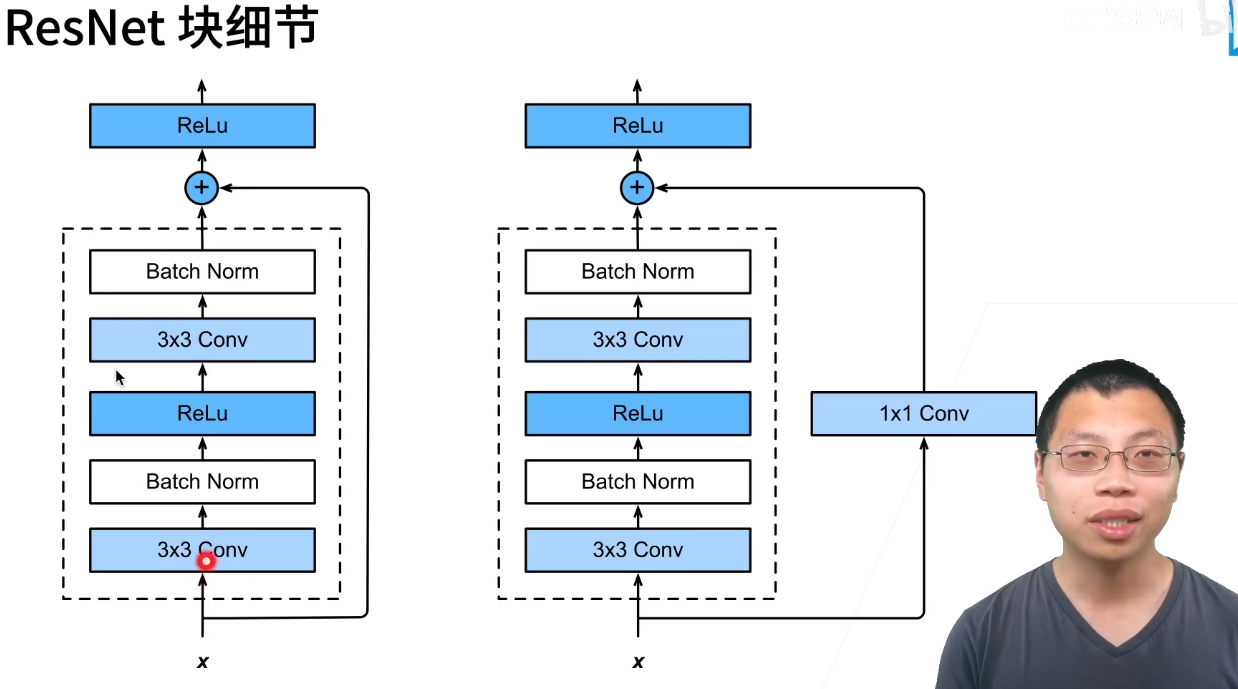 ResNet 块细节
ReLu
+
Batch Norm
3x3 Conv
ReLu
Batch Norm
3x3 Conv
x
ReLu
+
Batch Norm
3x3 Conv
ReLu
Batch Norm
3x3 Conv
x
1x1 Conv